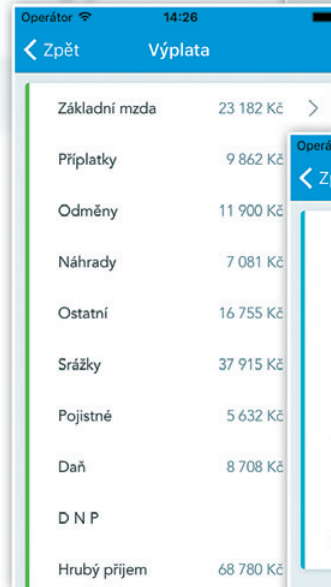 Operátor 14:26
Zpět Výplata
Základní mzda 23 182 Kč
Příplatky 9 862 Kč
Odměny 11 900 Kč
Náhrady 7 081 Kč
Ostatní 16 755 Kč
Srážky 37 915 Kč
Pojistné 5 632 Kč
Daň 8 708 Kč
D N P
Hrubý příjem 68 780 Kč
Operá
Zp